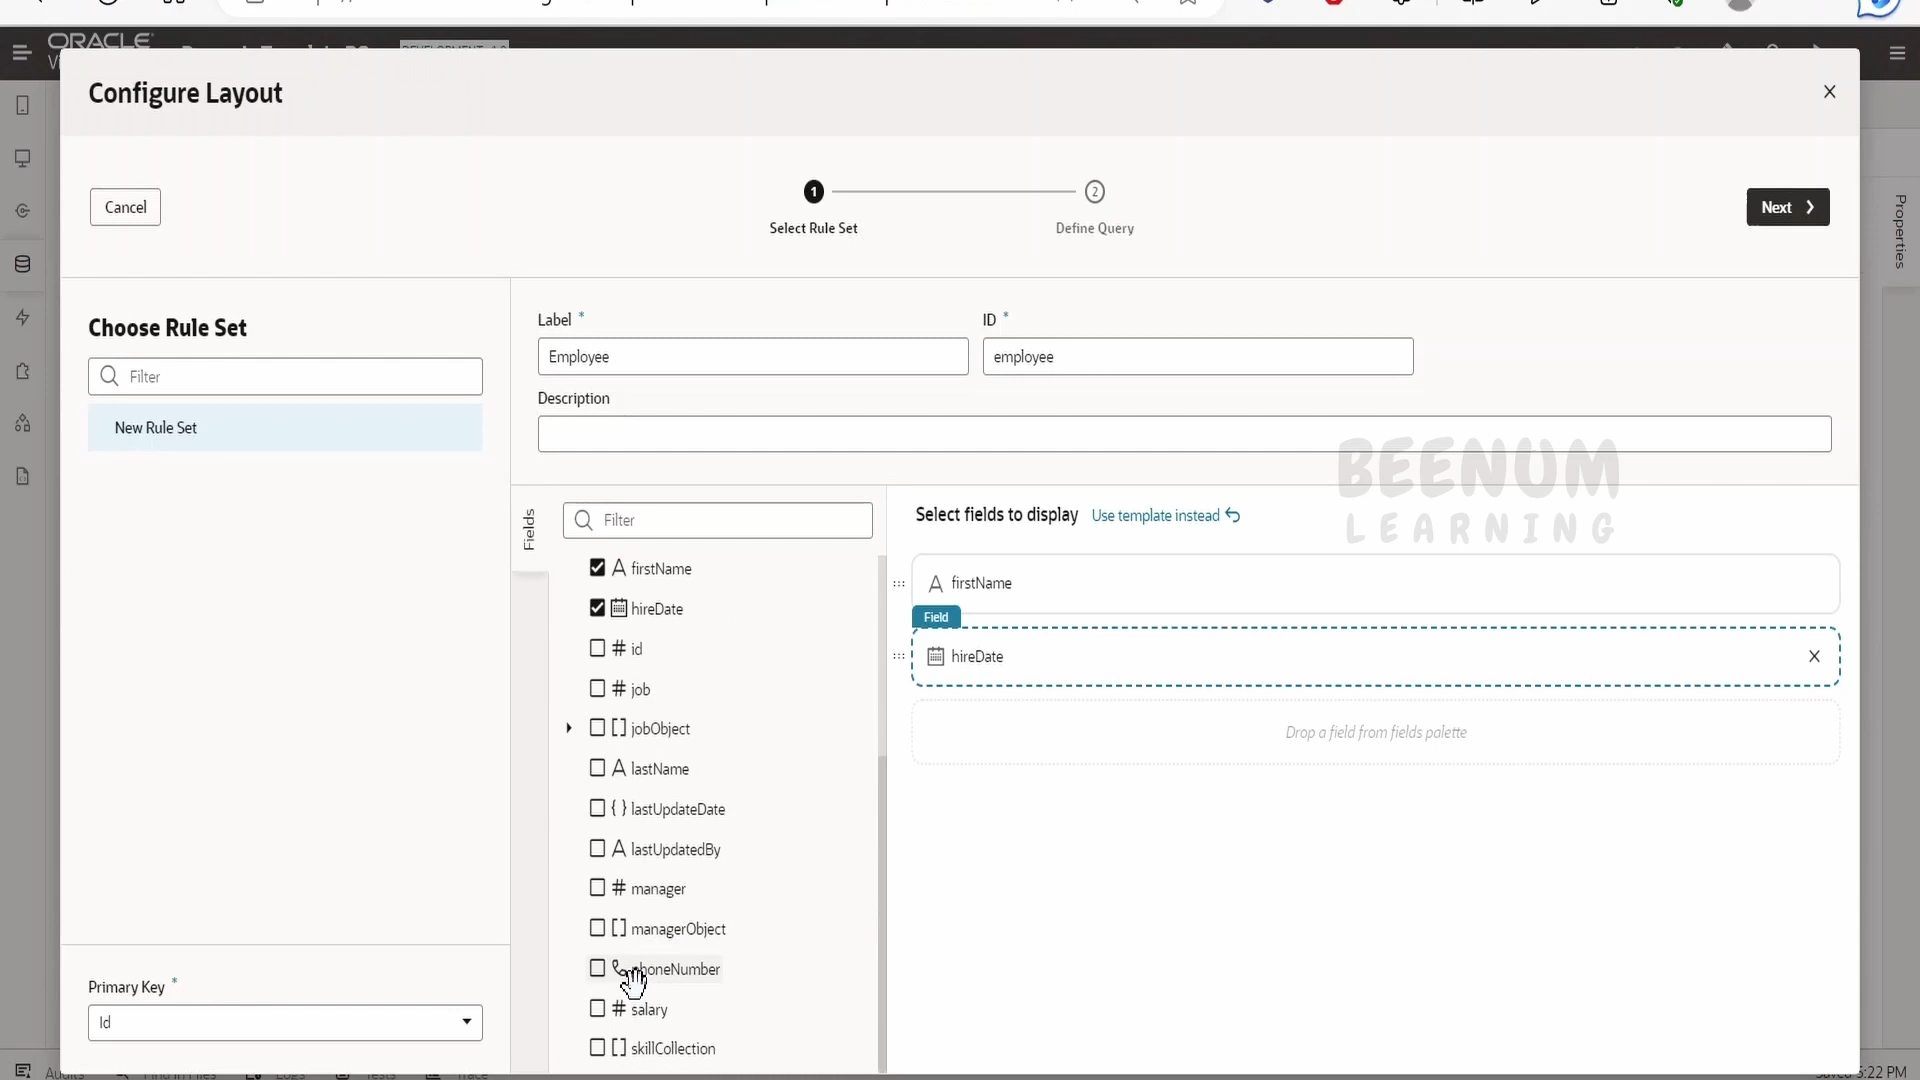 ORACLE
Configure Layout
Cancel
1
2
Select Rule Set
Define Query
Next
Properties
Choose Rule Set
Filter
New Rule Set
Label *
ID *
Employee
employee
Description
BEENUM
LEARNING
Fields
Filter
Select fields to display
Use template instead
firstName
hireDate
id
job
jobObject
lastName
lastUpdateDate
lastUpdatedBy
manager
managerObject
phoneNumber
salary
skillCollection
firstName
Field
hireDate
Drop a field from fields palette
Primary Key *
Id
5:22 PM